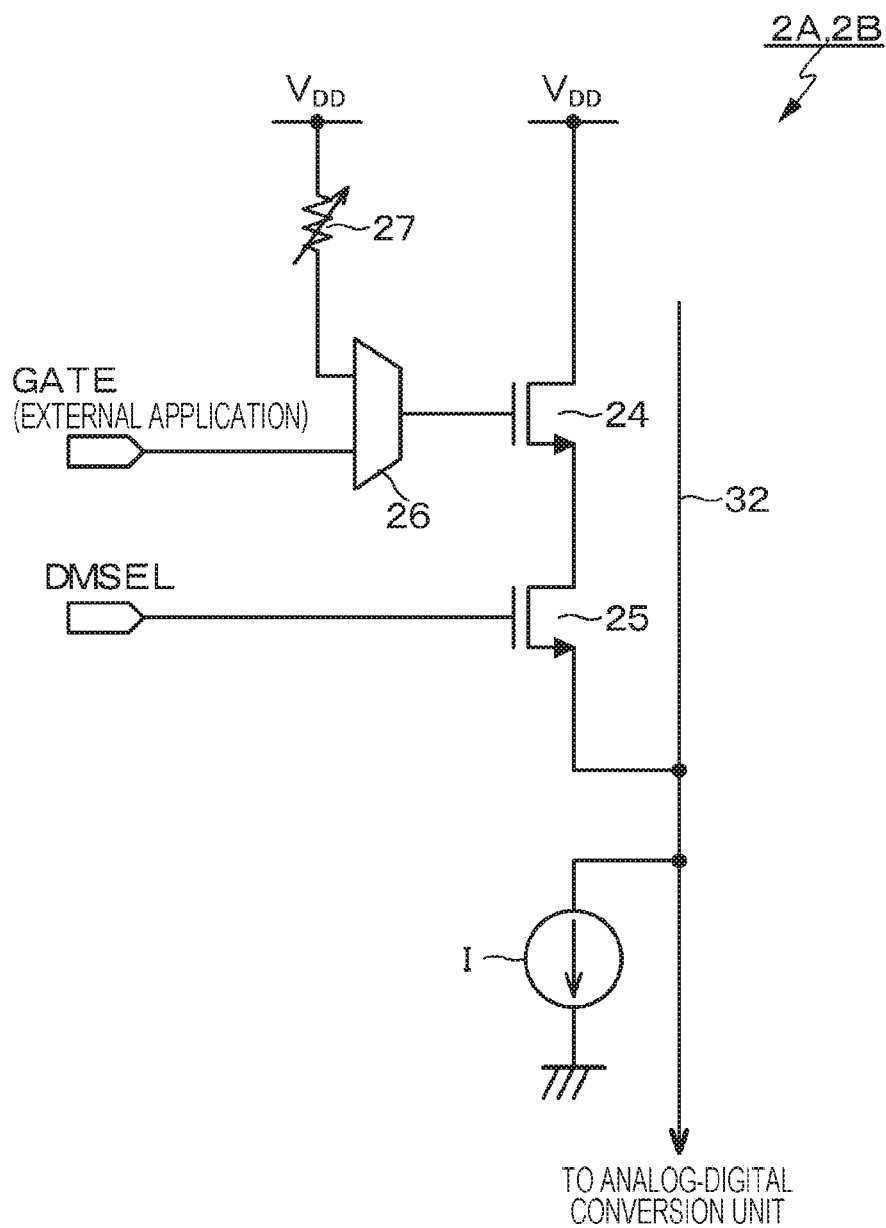 2A,2B
VDD
VDD
27
GATE
(EXTERNAL APPLICATION)
24
26
32
DMSEL
25
I
TO ANALOG-DIGITAL
CONVERSION UNIT